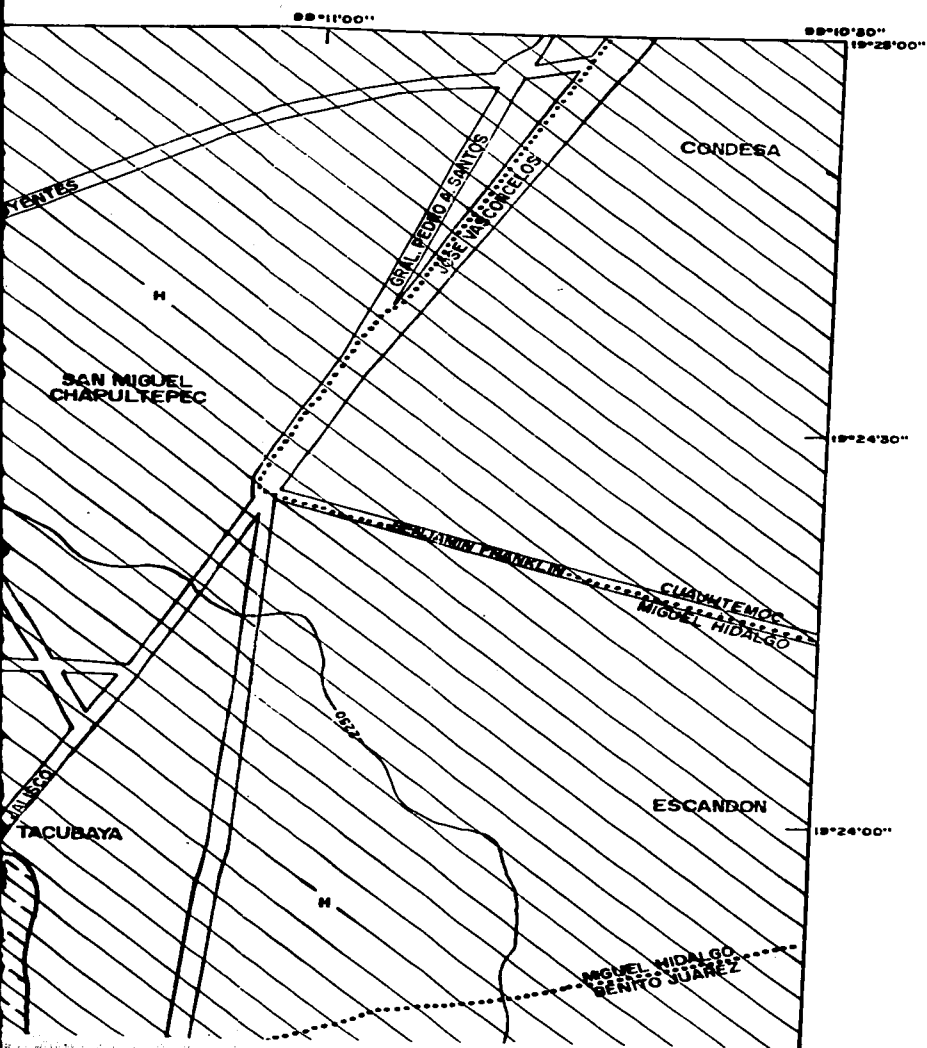 99°11'00"
99°10'30"
19°25'00"
CONDESA
GRAL. PEDRO A. SANTOS
JOSE VASCONCELOS
YENTES
H
SAN MIGUEL
CHAPULTEPEC
19°24'30"
BENJAMIN FRANKLIN
CUAUHTEMOC
MIGUEL HIDALGO
2250
JALISCO
ESCANDON
TACUBAYA
19°24'00"
H
MIGUEL HIDALGO
BENITO JUAREZ